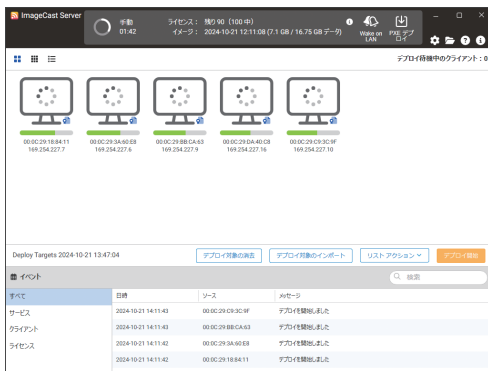 ImageCast Server
手動
01:42
ライセンス： 残り90（100 中）
イメージ： 2024-10-21 12:11:08 (7.1 GB / 16.75 GB データ)
Wake on LAN
PXE デプロイ
デプロイ待機中のクライアント：0
00:0C:29:18:84:11
169.254.227.7
00:0C:29:3A:60:EB
169.254.227.6
00:0C:29:BB:CA:63
169.254.227.9
00:0C:29:DA:40:C8
169.254.227.16
00:0C:29:C9:3C:9F
169.254.227.10
Deploy Targets 2024-10-21 13:47:04
デプロイ対象の消去
デプロイ対象のインポート
リスト アクション
デプロイ開始
イベント
検索
すべて
サービス
クライアント
ライセンス
日時 ソース メッセージ
2024-10-21 14:11:43 00:0C:29:C9:3C:9F デプロイを開始しました
2024-10-21 14:11:43 00:0C:29:BB:CA:63 デプロイを開始しました
2024-10-21 14:11:42 00:0C:29:3A:60:EB デプロイを開始しました
2024-10-21 14:11:42 00:0C:29:18:84:11 デプロイを開始しました